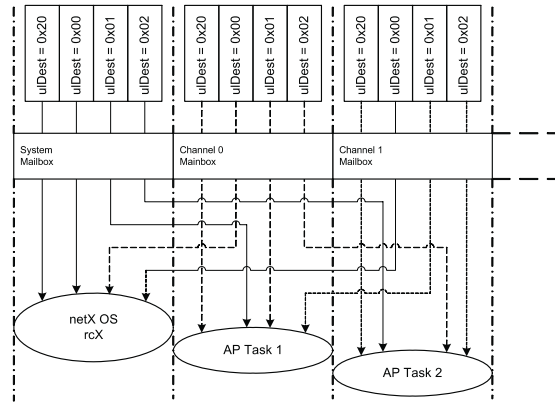 ulDest = 0x20
ulDest = 0x00
ulDest = 0x01
ulDest = 0x02
ulDest = 0x20
ulDest = 0x00
ulDest = 0x01
ulDest = 0x02
ulDest = 0x20
ulDest = 0x00
ulDest = 0x01
ulDest = 0x02
System
Mailbox
Channel 0
Mainbox
Channel 1
Mailbox
netX OS
rcX
AP Task 1
AP Task 2